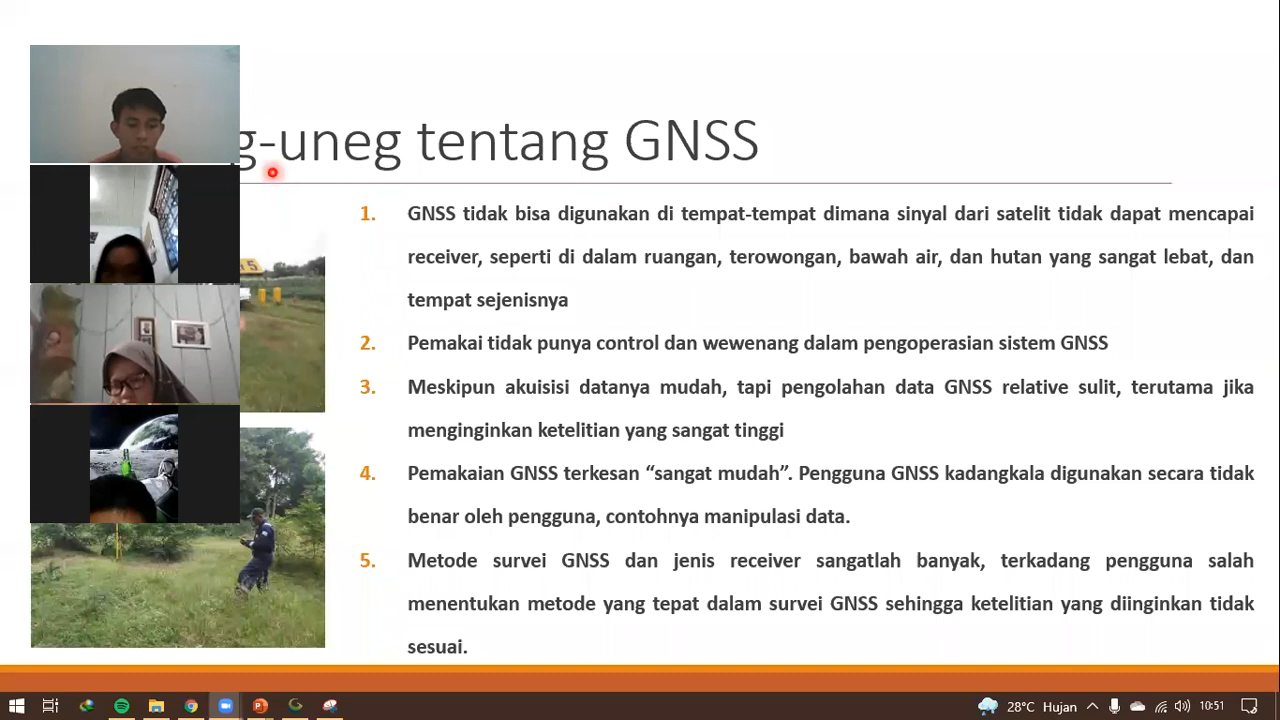 g-uneg tentang GNSS
1. GNSS tidak bisa digunakan di tempat-tempat dimana sinyal dari satelit tidak dapat mencapai
receiver, seperti di dalam ruangan, terowongan, bawah air, dan hutan yang sangat lebat, dan
tempat sejenisnya
2. Pemakai tidak punya control dan wewenang dalam pengoperasian sistem GNSS
3. Meskipun akuisisi datanya mudah, tapi pengolahan data GNSS relative sulit, terutama jika
menginginkan ketelitian yang sangat tinggi
4. Pemakaian GNSS terkesan “sangat mudah”. Pengguna GNSS kadangkala digunakan secara tidak
benar oleh pengguna, contohnya manipulasi data.
5. Metode survei GNSS dan jenis receiver sangatlah banyak, terkadang pengguna salah
menentukan metode yang tepat dalam survei GNSS sehingga ketelitian yang diinginkan tidak
sesuai.
28°C Hujan 10:51